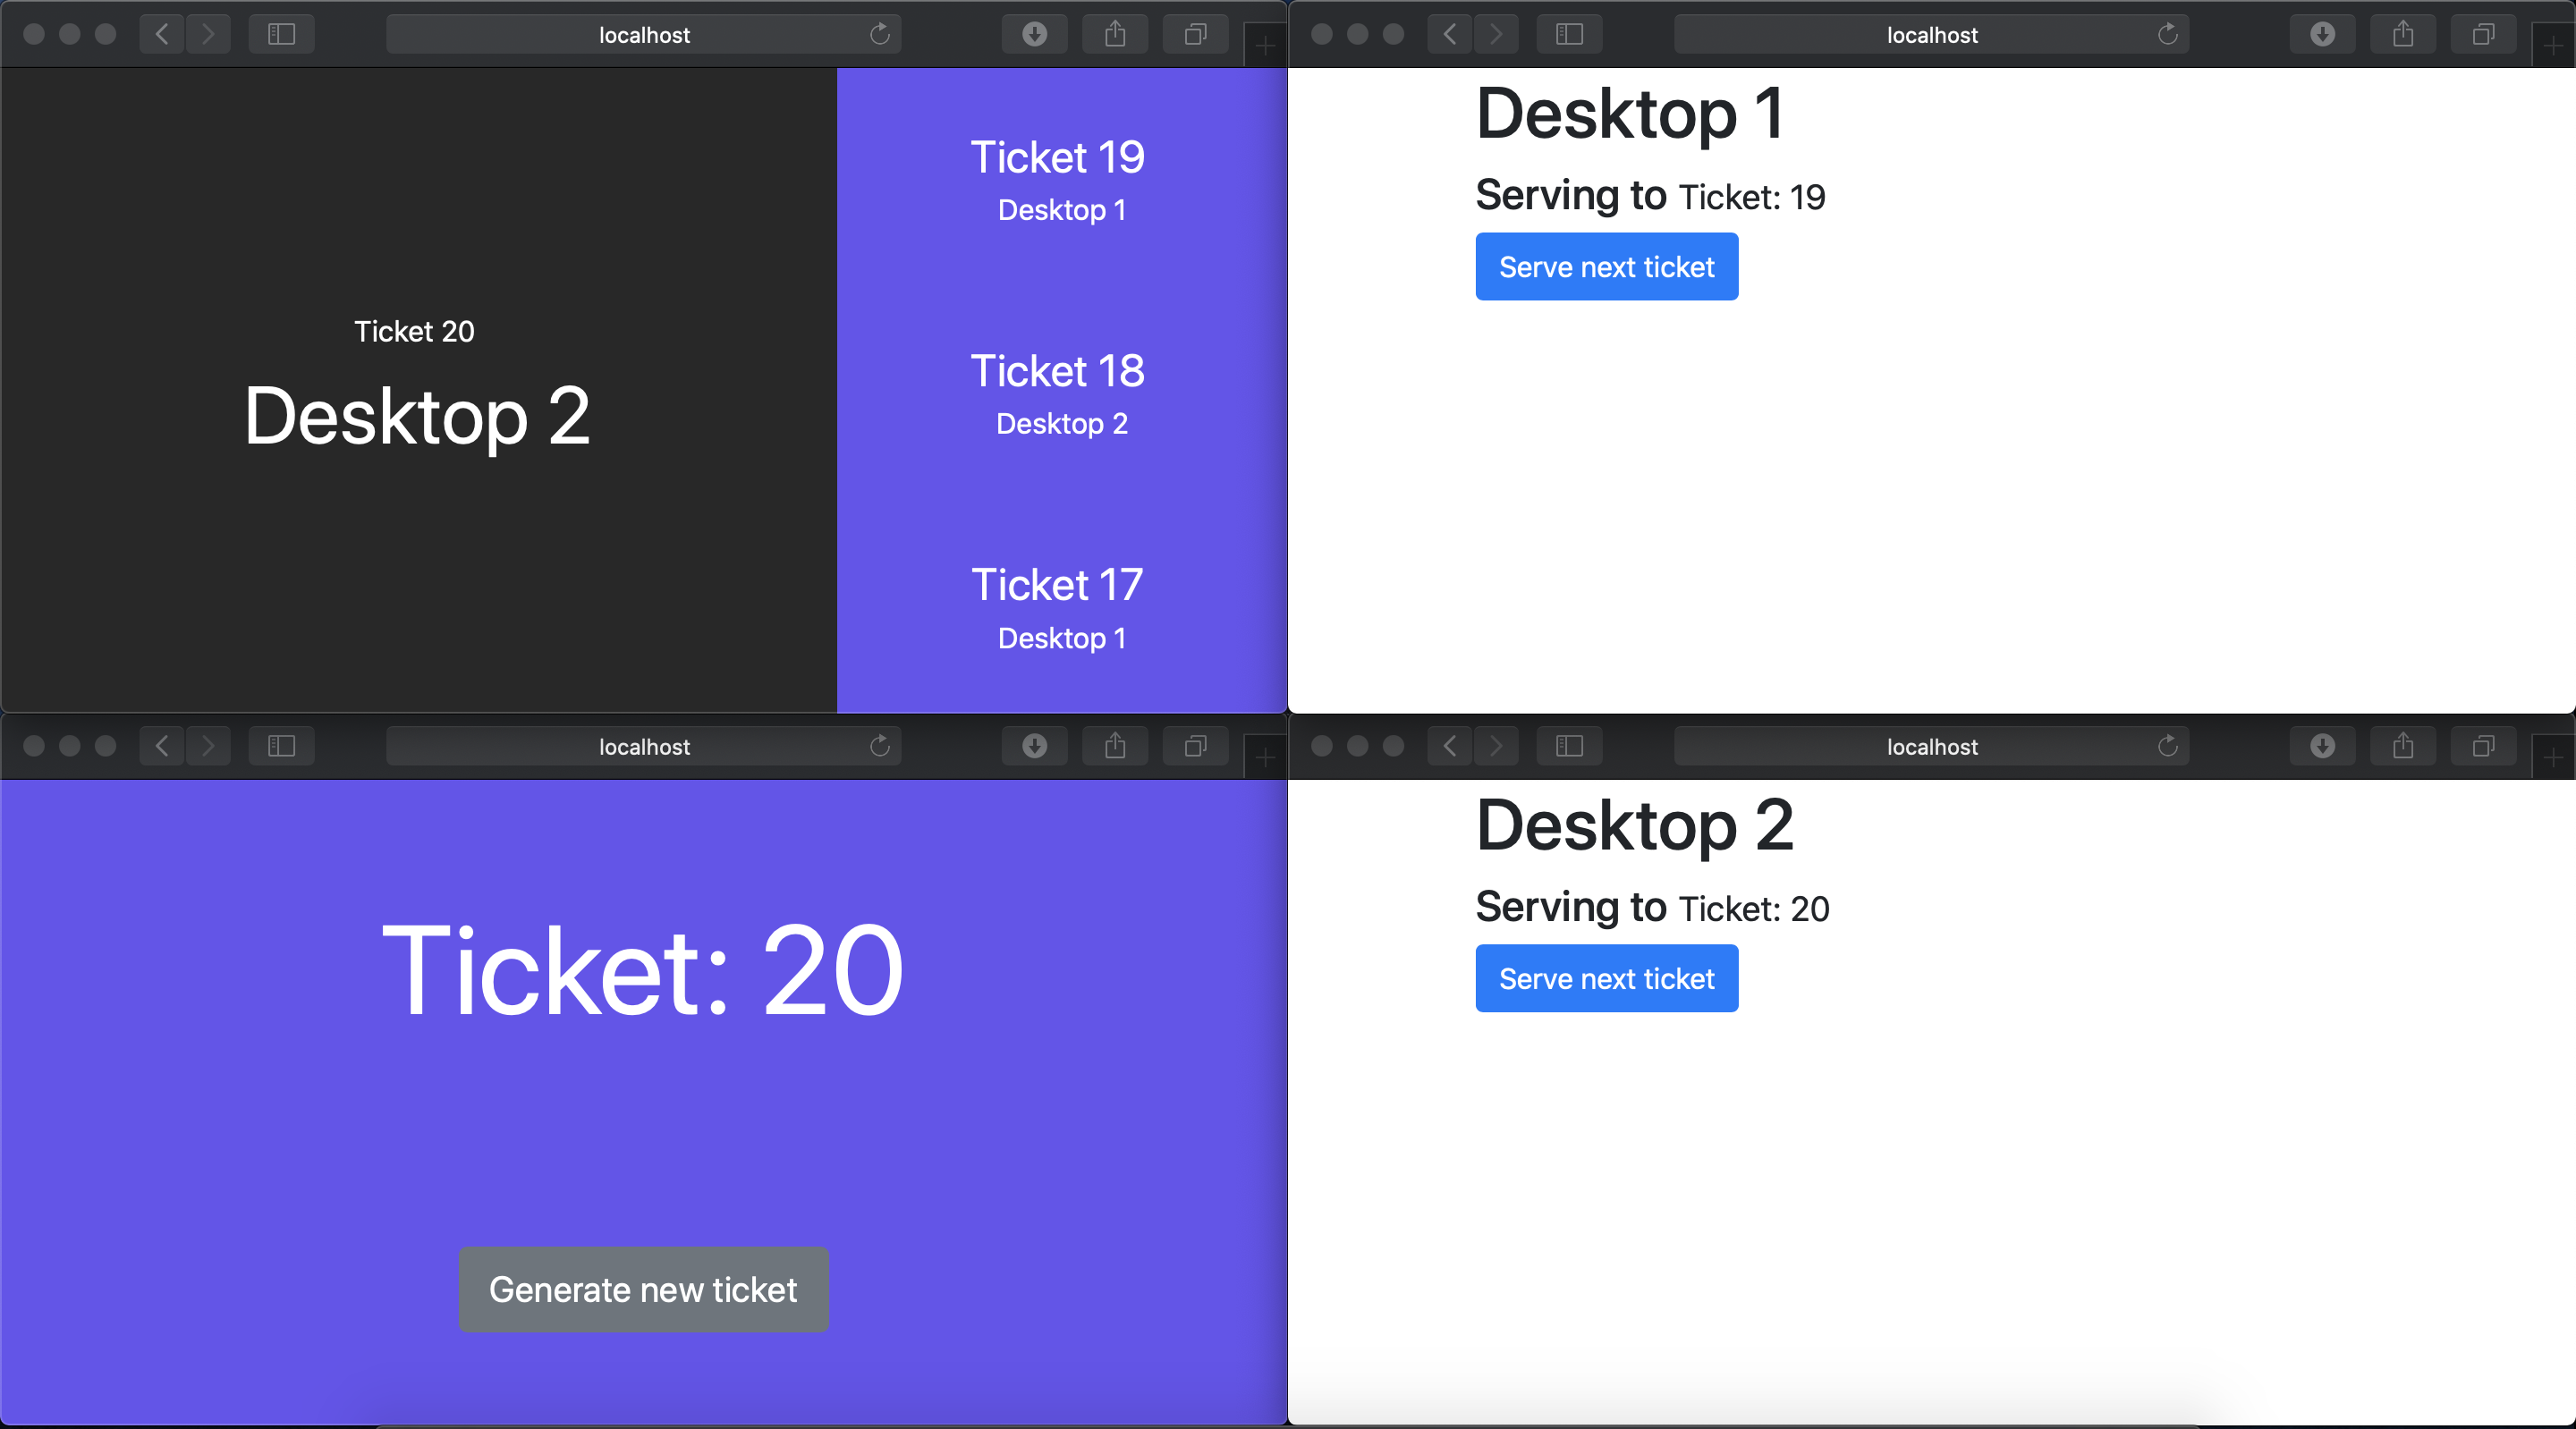 localhost
Ticket 20
Desktop 2
Ticket 19
Desktop 1
Ticket 18
Desktop 2
Ticket 17
Desktop 1
localhost
Desktop 1
Serving to Ticket: 19
Serve next ticket
localhost
Ticket: 20
Generate new ticket
localhost
Desktop 2
Serving to Ticket: 20
Serve next ticket